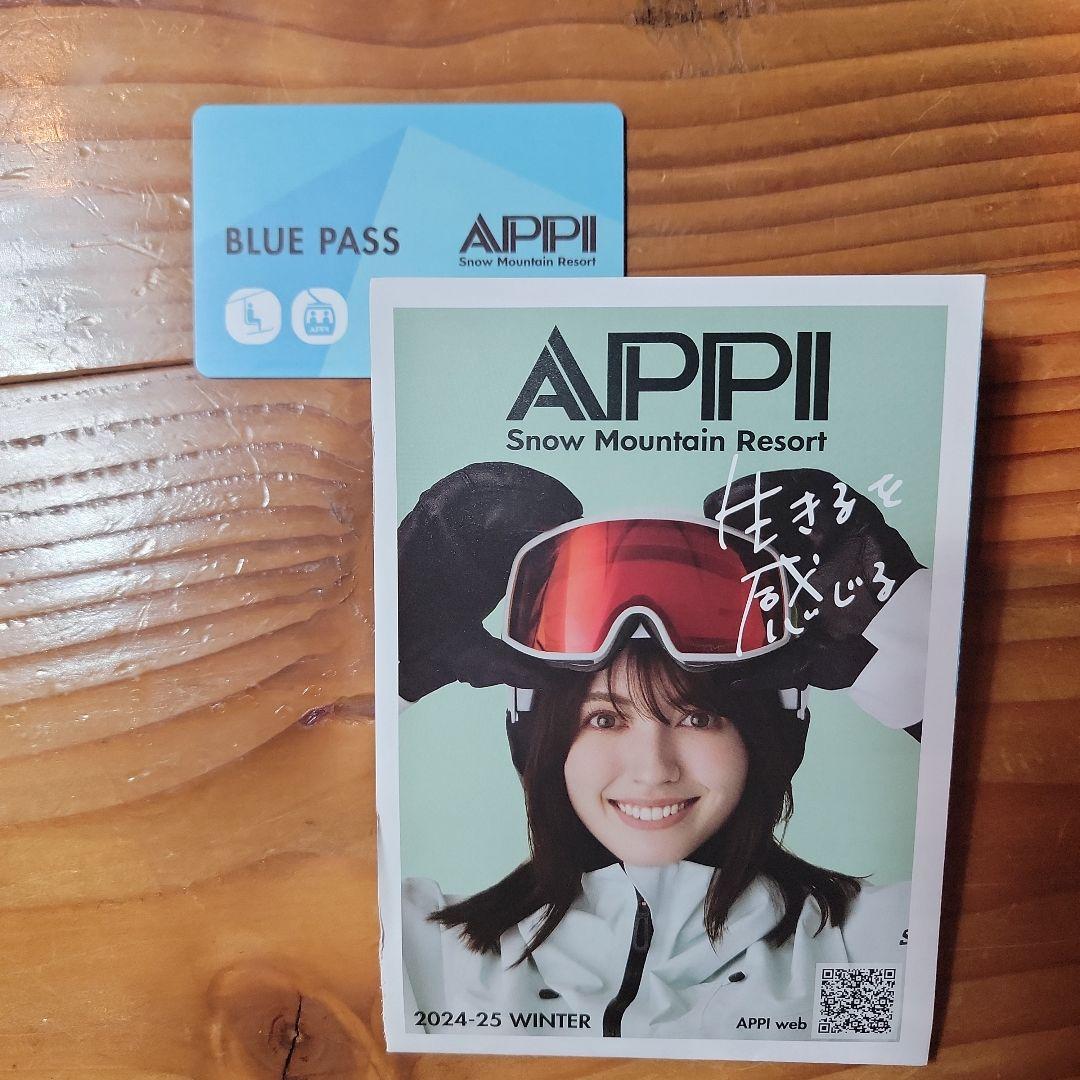 BLUE PASS
APPI
Snow Mountain Resort
APPI
APPI
Snow Mountain Resort
生きるを
感じる
2024-25 WINTER
APPI web